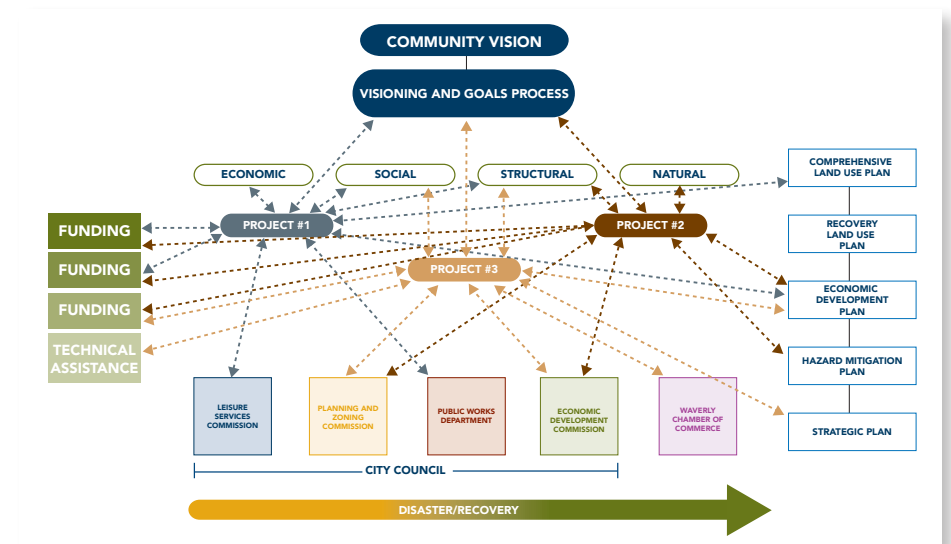 COMMUNITY VISION
VISIONING AND GOALS PROCESS
ECONOMIC
SOCIAL
STRUCTURAL
NATURAL
COMPREHENSIVE
LAND USE PLAN
FUNDING
PROJECT #1
PROJECT #2
RECOVERY
LAND USE
PLAN
FUNDING
PROJECT #3
FUNDING
ECONOMIC
DEVELOPMENT
PLAN
TECHNICAL
ASSISTANCE
HAZARD MITIGATION
PLAN
LEISURE
SERVICES
COMMISSION
PLANNING AND
ZONING
COMMISSION
PUBLIC WORKS
DEPARTMENT
ECONOMIC
DEVELOPMENT
COMMISSION
WAVERLY
CHAMBER OF
COMMERCE
STRATEGIC PLAN
CITY COUNCIL
DISASTER/RECOVERY